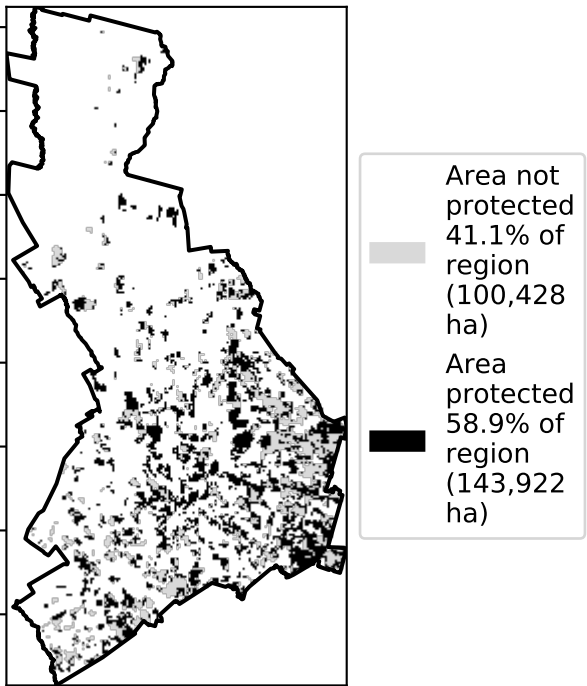 Area not
protected
41.1% of
region
(100,428
ha)
Area
protected
58.9% of
region
(143,922
ha)